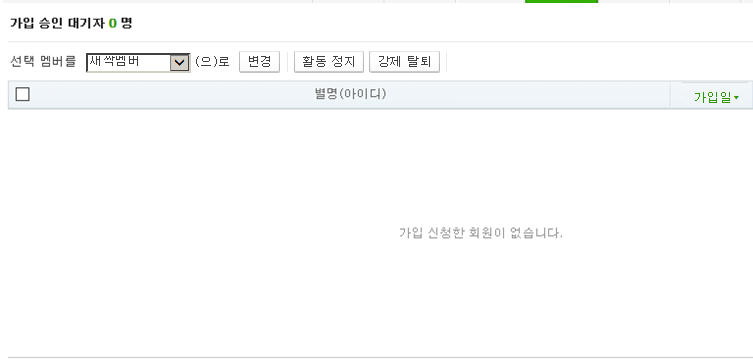 가입 승인 대기자 0 명
선택 멤버를 새싹멤버 (으)로 변경 활동 정지 강제 탈퇴
별명(아이디) 가입일
가입 신청한 회원이 없습니다.